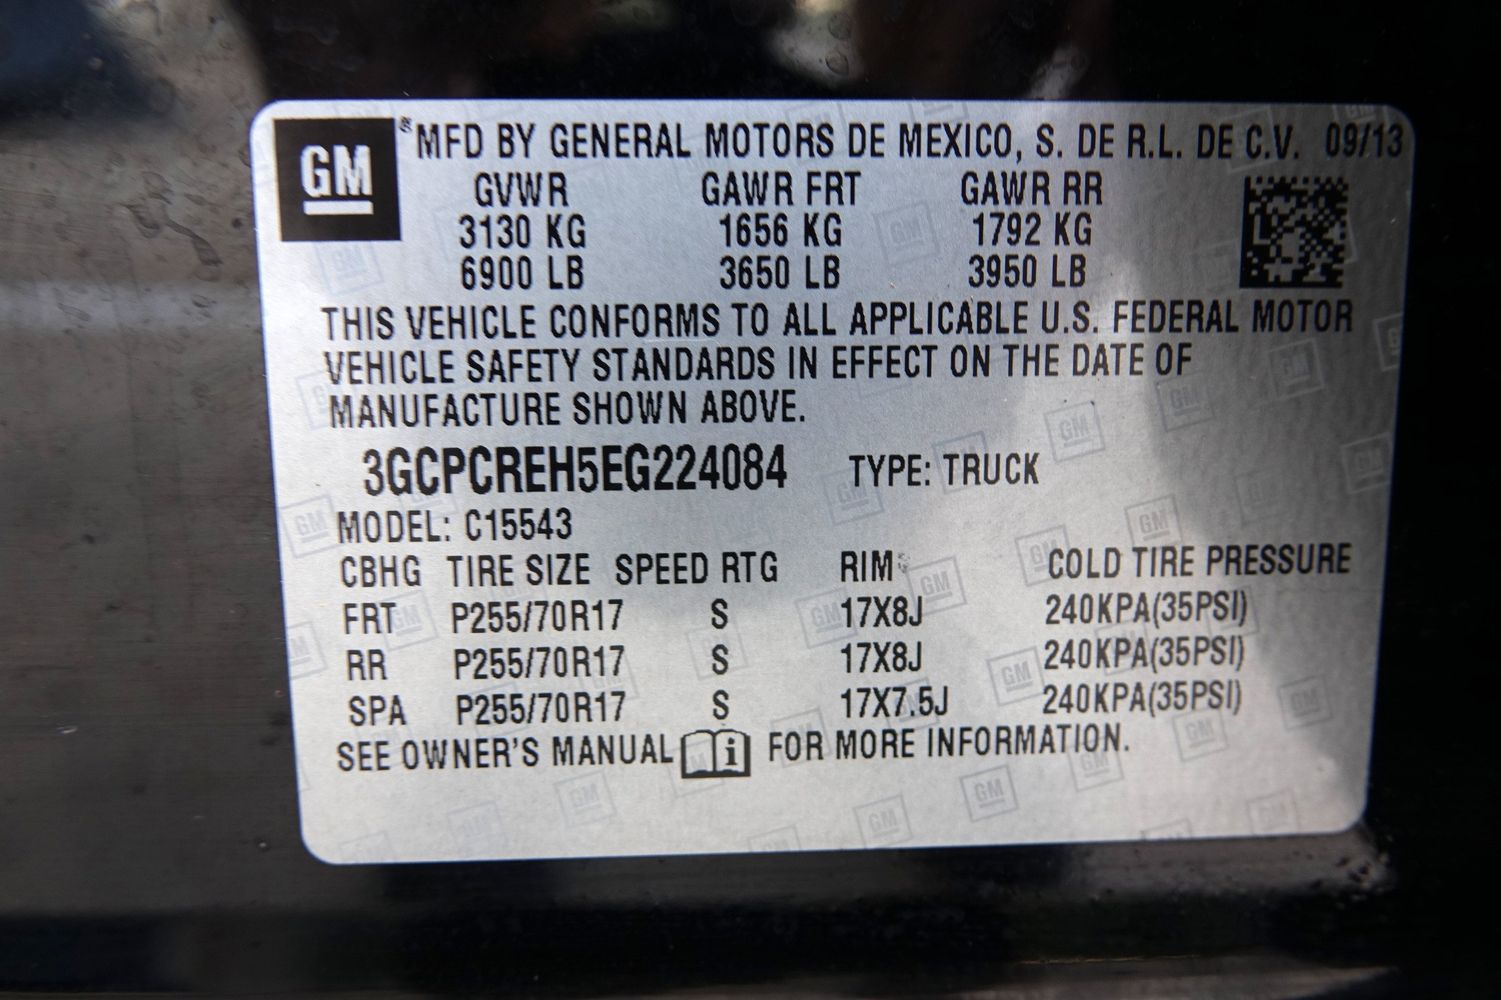 GM ® MFD BY GENERAL MOTORS DE MEXICO, S. DE R.L. DE C.V. 09/13
GVWR GAWR FRT GAWR RR
3130 KG 1656 KG 1792 KG
6900 LB 3650 LB 3950 LB
THIS VEHICLE CONFORMS TO ALL APPLICABLE U.S. FEDERAL MOTOR
VEHICLE SAFETY STANDARDS IN EFFECT ON THE DATE OF
MANUFACTURE SHOWN ABOVE.
3GCPCREH5EG224084 TYPE: TRUCK
MODEL: C15543
CBHG TIRE SIZE SPEED RTG RIM COLD TIRE PRESSURE
FRT P255/70R17 S 17X8J 240KPA(35PSI)
RR P255/70R17 S 17X8J 240KPA(35PSI)
SPA P255/70R17 S 17X7.5J 240KPA(35PSI)
SEE OWNER'S MANUAL i FOR MORE INFORMATION.